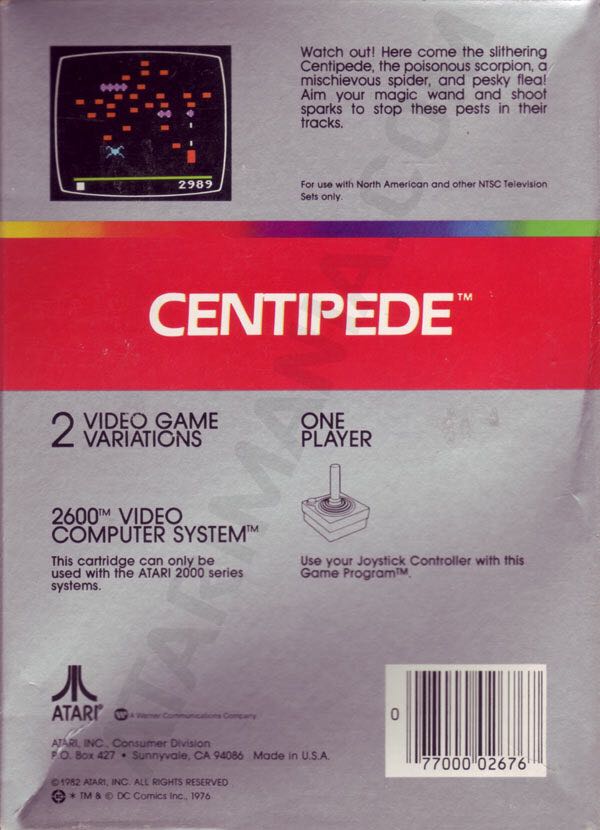 Watch out! Here come the slithering
Centipede, the poisonous scorpion, a
mischievous spider, and pesky flea!
Aim your magic wand and shoot
sparks to stop these pests in their
tracks.
2989
For use with North American and other NTSC Television
Sets only.
CENTIPEDE™
2 VIDEO GAME
VARIATIONS
ONE
PLAYER
2600™ VIDEO
COMPUTER SYSTEM™
This cartridge can only be
used with the ATARI 2000 series
systems.
Use your Joystick Controller with this
Game Program™.
ATARI®
A Warner Communications Company
ATARI, INC., Consumer Division
P.O. Box 427 • Sunnyvale, CA 94086 Made in U.S.A.
© 1982 ATARI, INC. ALL RIGHTS RESERVED
* TM & © DC Comics Inc., 1976
0 77000 02676
ATARIMANIA.COM